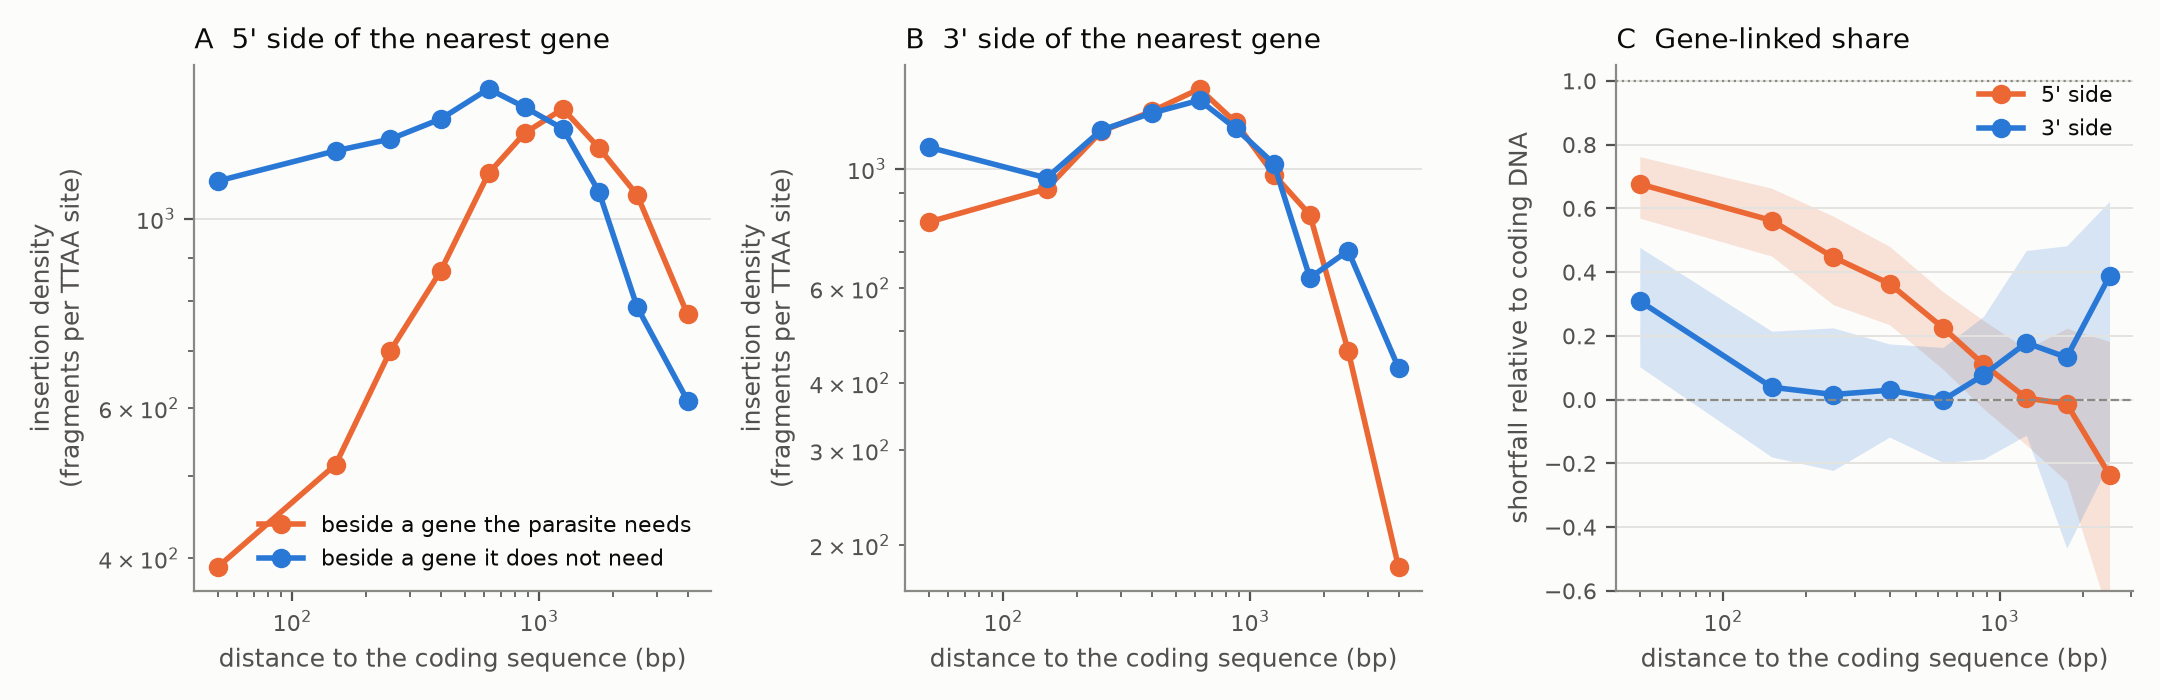 A  5' side of the nearest gene
insertion density
(fragments per TTAA site)
10³
6 × 10²
4 × 10²
beside a gene the parasite needs
beside a gene it does not need
10²
10³
distance to the coding sequence (bp)
B  3' side of the nearest gene
insertion density
(fragments per TTAA site)
10³
6 × 10²
4 × 10²
3 × 10²
2 × 10²
10²
10³
distance to the coding sequence (bp)
C  Gene-linked share
shortfall relative to coding DNA
1.0
0.8
0.6
0.4
0.2
0.0
−0.2
−0.4
−0.6
5' side
3' side
10²
10³
distance to the coding sequence (bp)